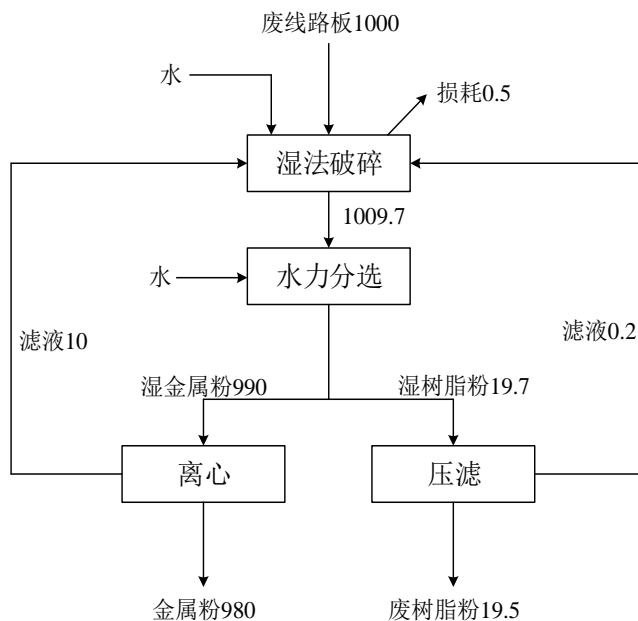 废线路板1000
水
损耗0.5
湿法破碎
1009.7
水
水力分选
滤液10
滤液0.2
湿金属粉990
湿树脂粉19.7
离心
压滤
金属粉980
废树脂粉19.5